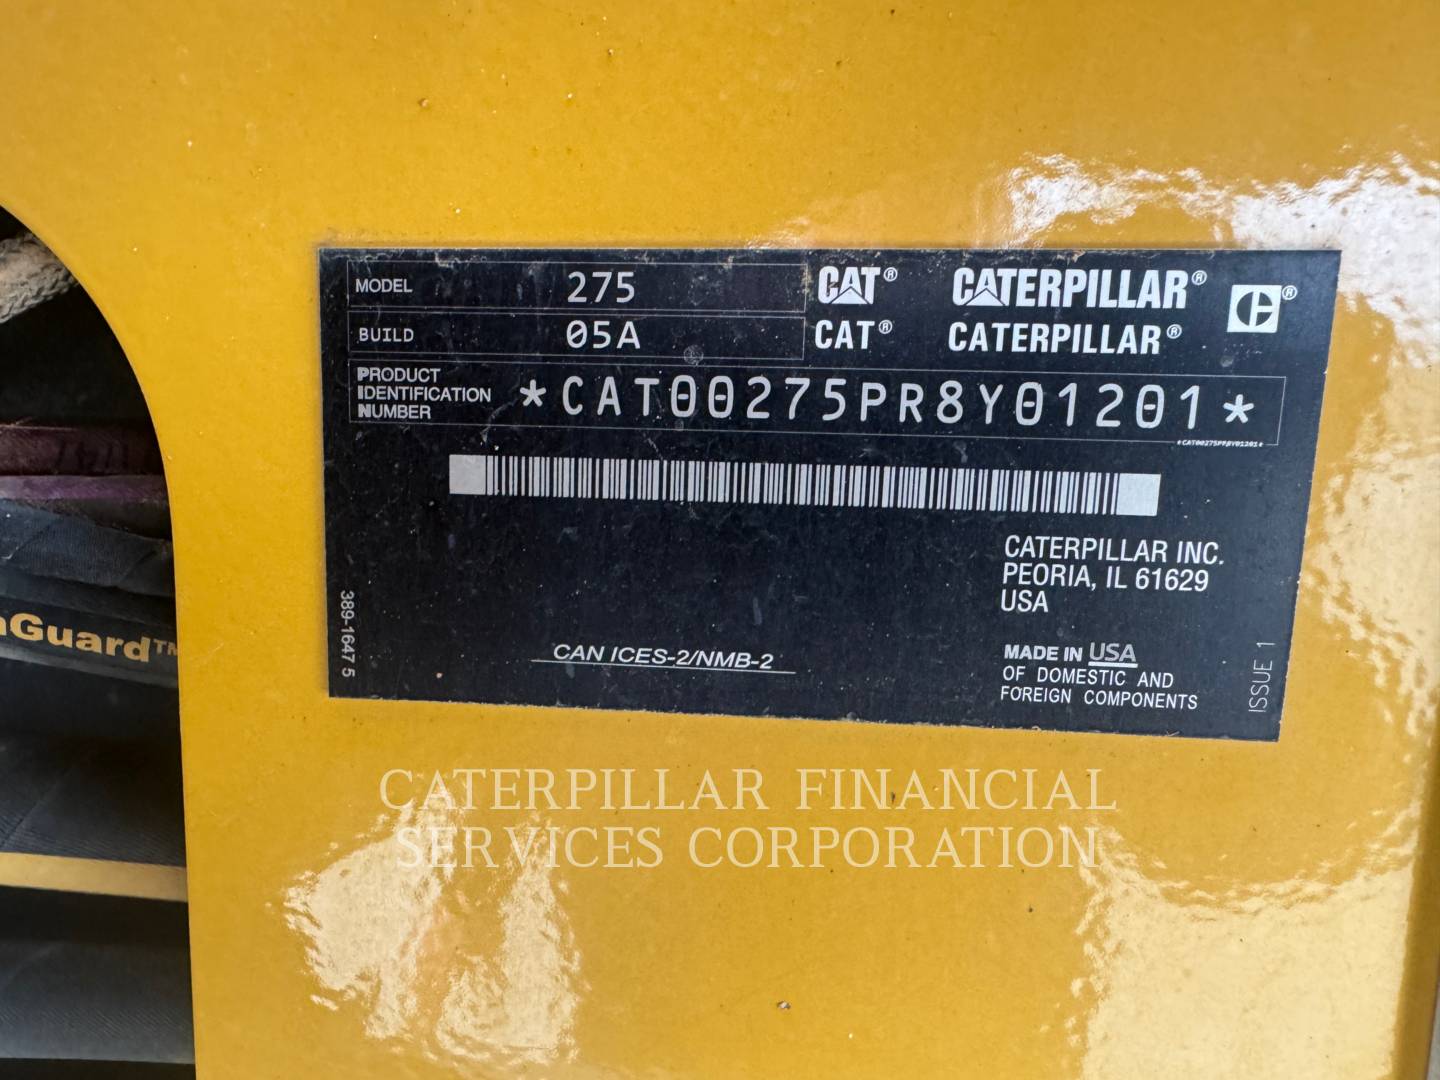 MODEL 275 CAT® CATERPILLAR® ®
BUILD 05A CAT® CATERPILLAR®
PRODUCT
IDENTIFICATION
NUMBER
*CAT00275PR8Y01201*
*CAT00275PR8Y01201*
CATERPILLAR INC.
PEORIA, IL 61629
USA
CAN ICES-2/NMB-2
MADE IN USA
OF DOMESTIC AND
FOREIGN COMPONENTS
389-1647 5
ISSUE 1
Guard™
CATERPILLAR FINANCIAL
SERVICES CORPORATION